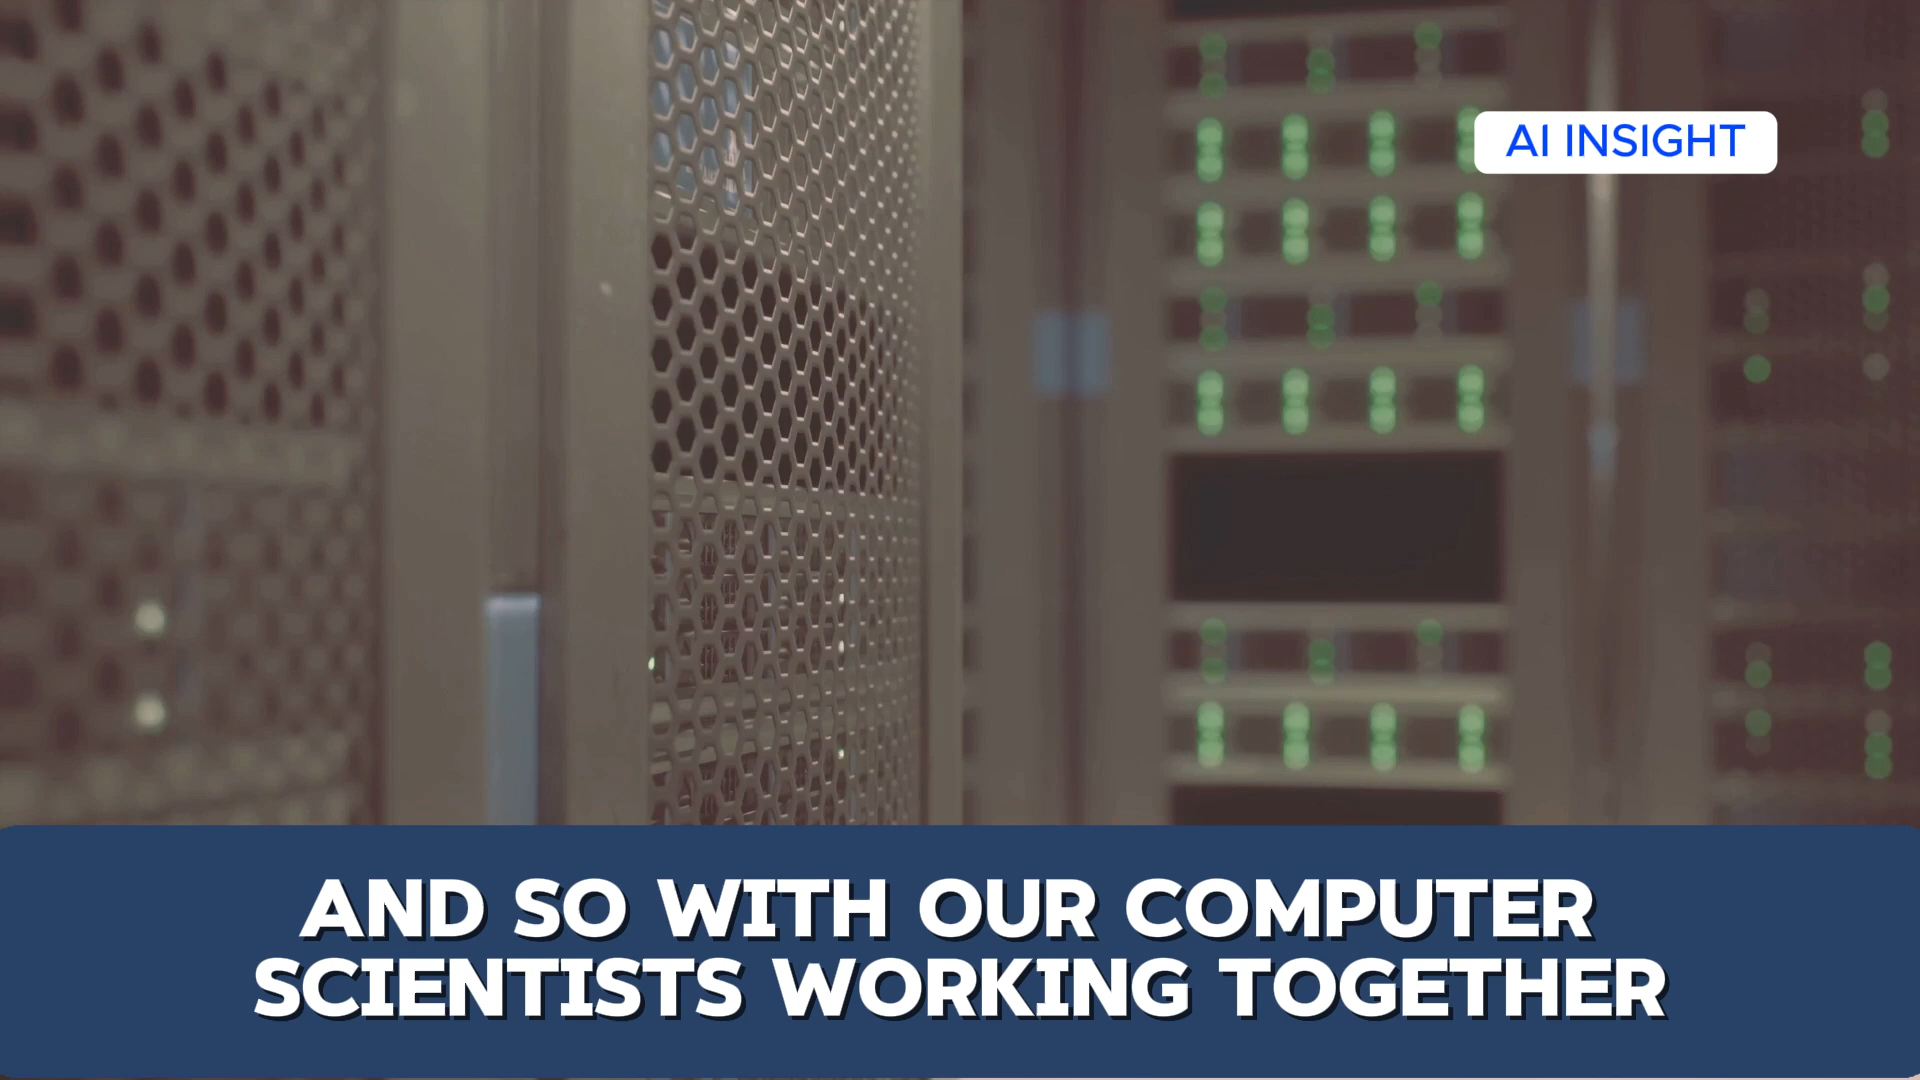 AI INSIGHT
AND SO WITH OUR COMPUTER
SCIENTISTS WORKING TOGETHER